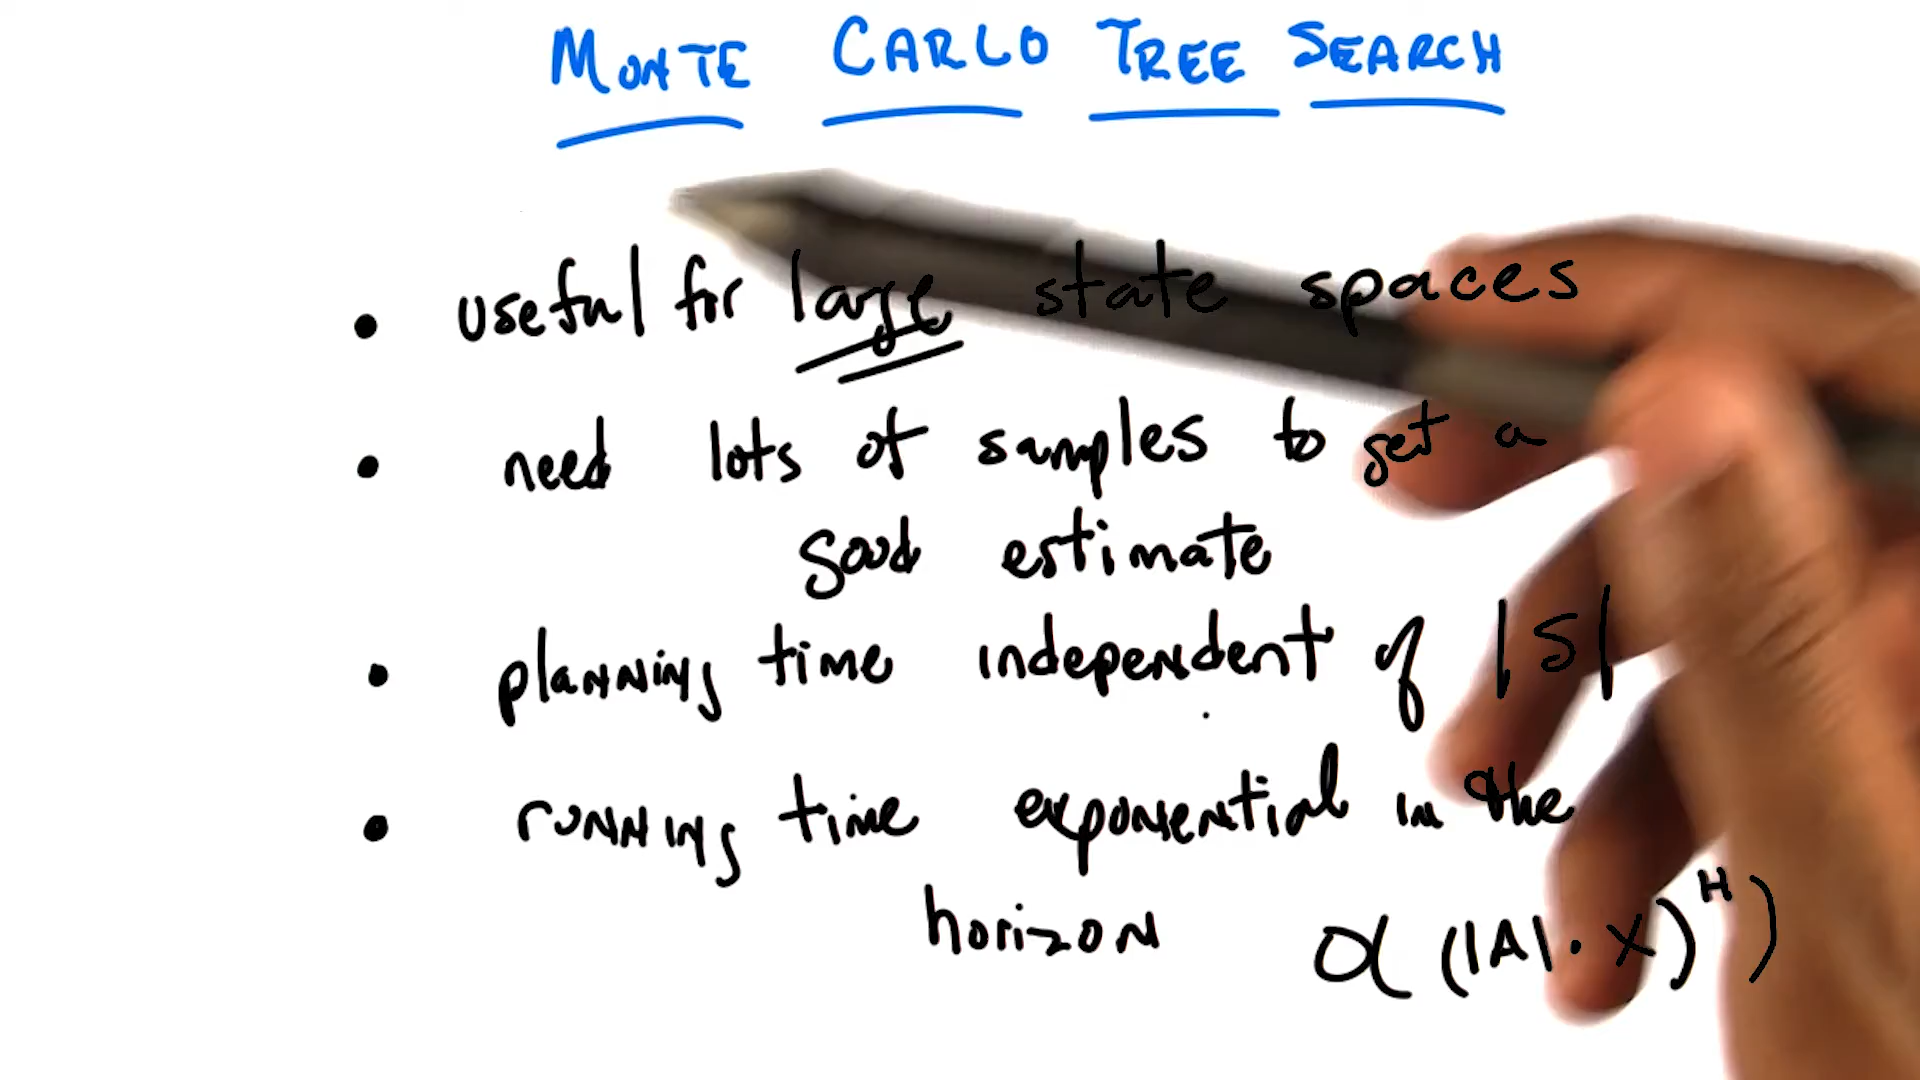 MONTE CARLO TREE SEARCH
• useful for large state spaces
• need lots of samples to get a
good estimate
• planning time independent of |S|
• running time exponential in the
horizon O((|A|·X)^H)